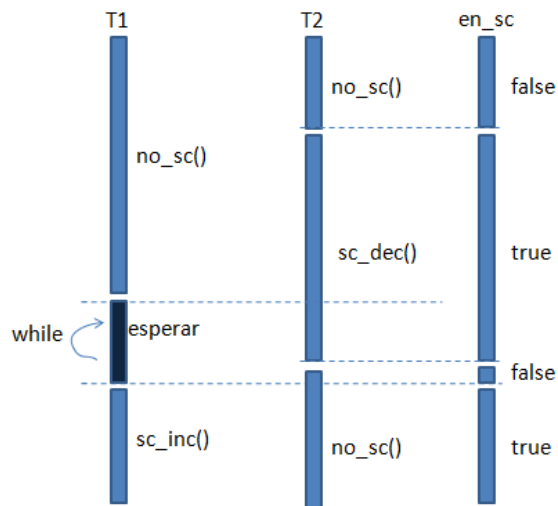 T1
T2
en_sc
no_sc()
false
no_sc()
sc_dec()
true
while
esperar
false
sc_inc()
no_sc()
true